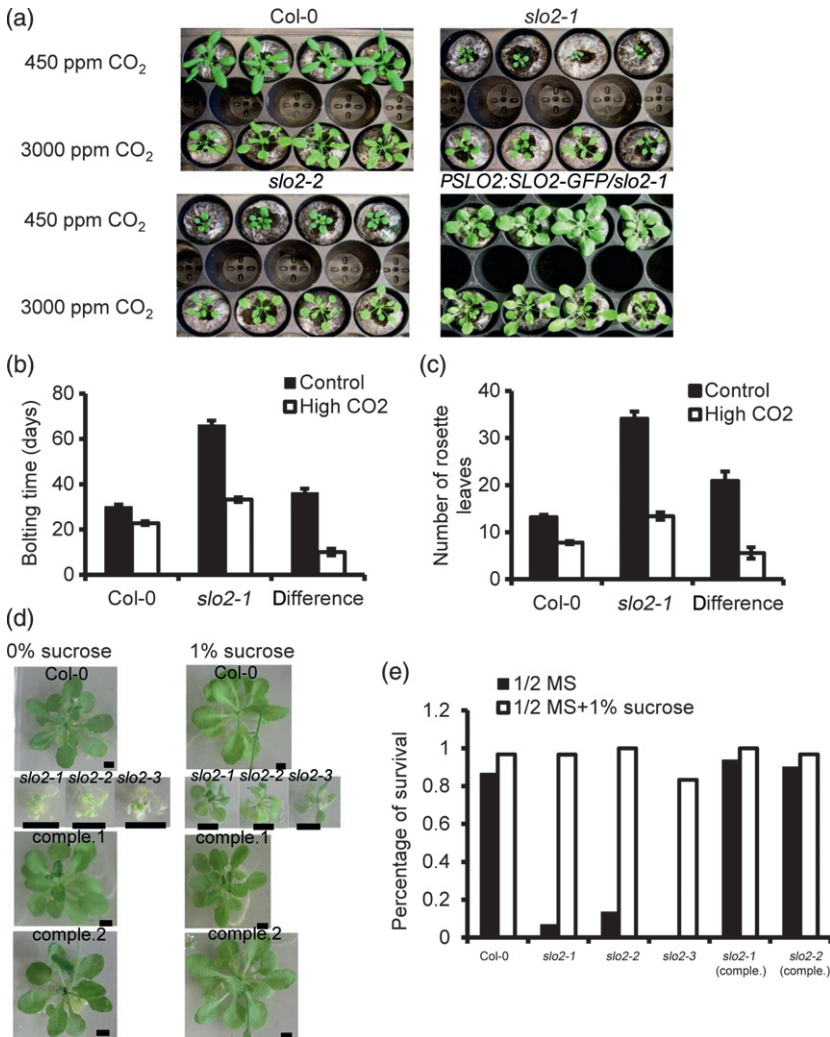 (a)
Col-0
slo2-1
450 ppm CO2
3000 ppm CO2
slo2-2
PSLO2:SLO2-GFP/slo2-1
450 ppm CO2
3000 ppm CO2
(b)
Control
High CO2
Bolting time (days)
80
60
40
20
0
Col-0
slo2-1
Difference
(c)
Control
High CO2
Number of rosette
leaves
40
30
20
10
0
Col-0
slo2-1
Difference
(d)
0% sucrose
1% sucrose
Col-0
Col-0
slo2-1 slo2-2 slo2-3
slo2-1 slo2-2 slo2-3
comple.1
comple.1
comple.2
comple.2
(e)
1/2 MS
1/2 MS+1% sucrose
Percentage of survival
1.2
1
0.8
0.6
0.4
0.2
0
Col-0
slo2-1
slo2-2
slo2-3
slo2-1
(comple.)
slo2-2
(comple.)